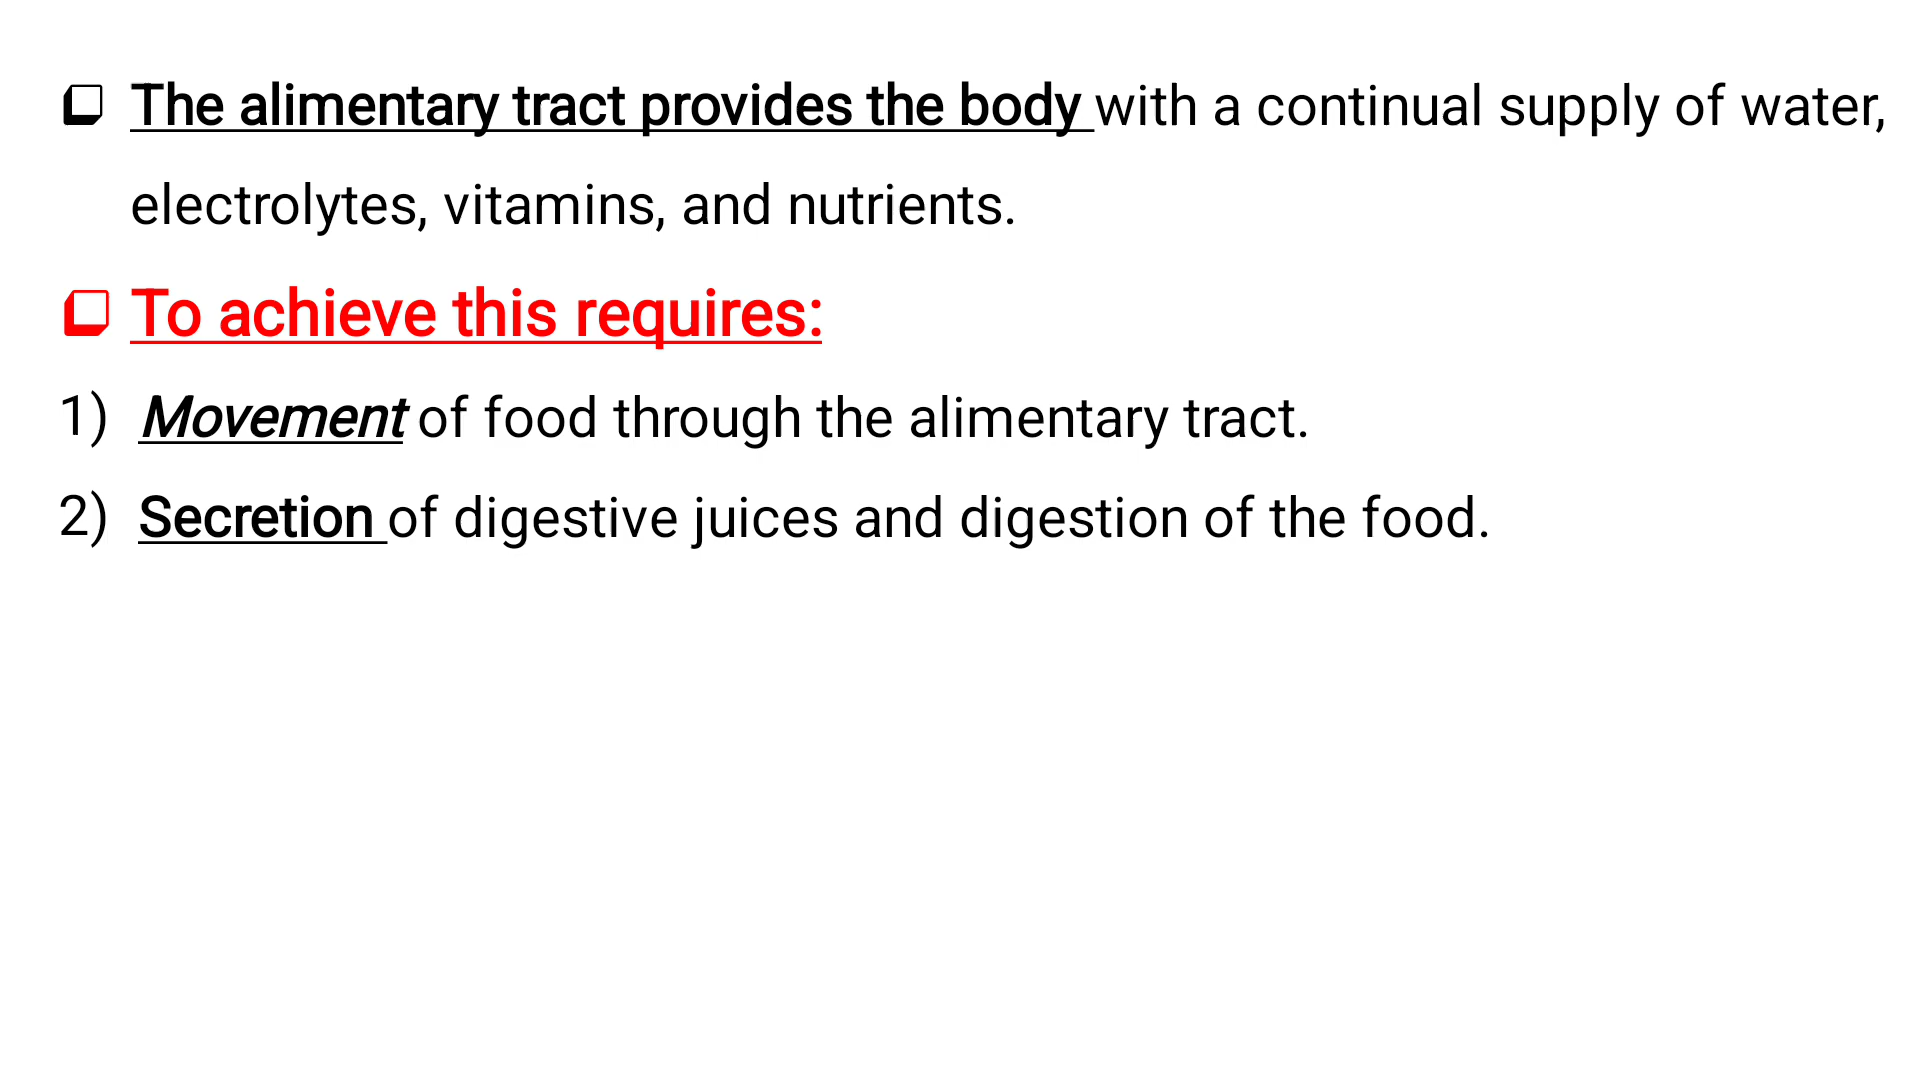 ❑ The alimentary tract provides the body with a continual supply of water,
electrolytes, vitamins, and nutrients.
❑ To achieve this requires:
1) Movement of food through the alimentary tract.
2) Secretion of digestive juices and digestion of the food.